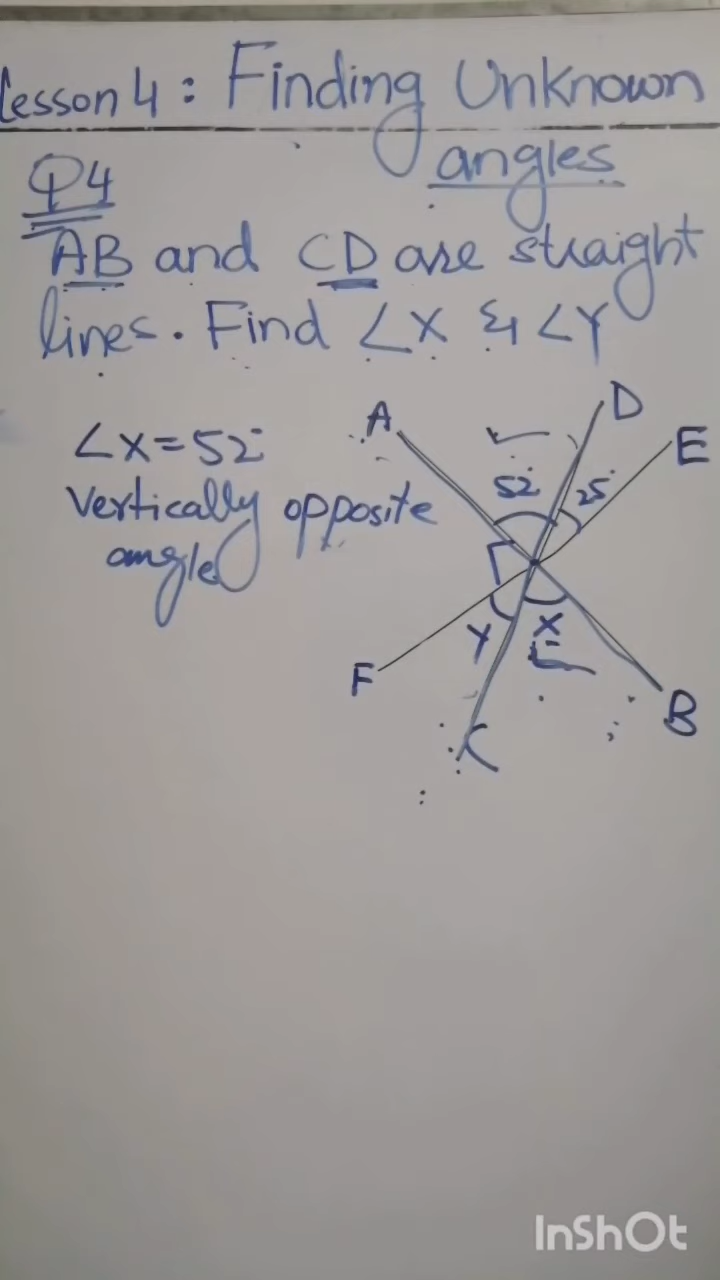 Lesson 4 : Finding Unknown
angles
Q4
AB and CD are straight
lines. Find ∠X & ∠Y
∠X = 52°
Vertically opposite
angle
A
D
E
52°
25°
Y
X
F
B
C
InShOt